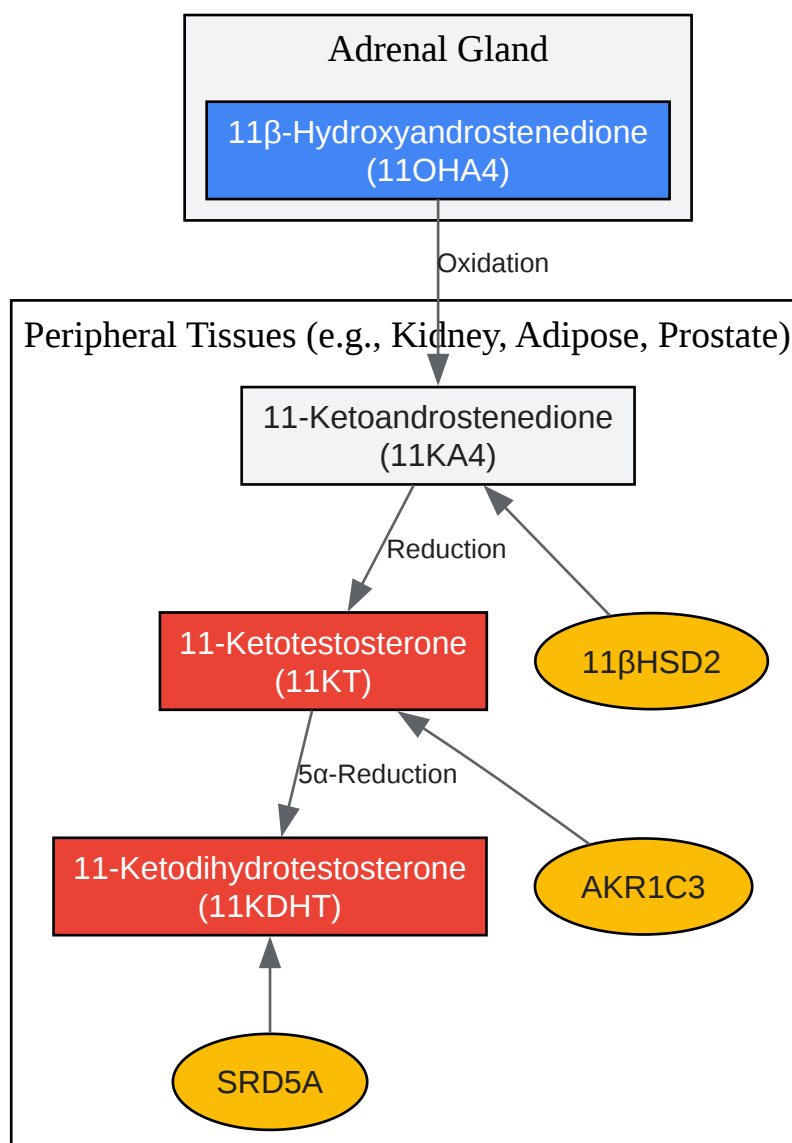 Adrenal Gland
11β-Hydroxyandrostenedione
(11OHA4)
Oxidation
Peripheral Tissues (e.g., Kidney, Adipose, Prostate)
11-Ketoandrostenedione
(11KA4)
Reduction
11-Ketotestosterone
(11KT)
11βHSD2
5α-Reduction
11-Ketodihydrotestosterone
(11KDHT)
AKR1C3
SRD5A